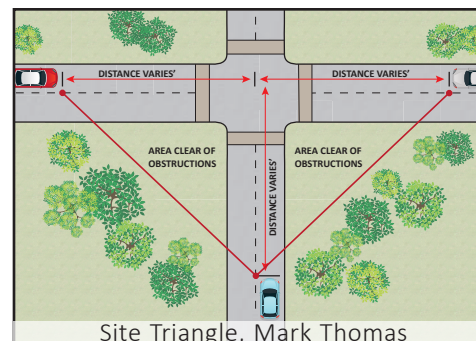 DISTANCE VARIES'
DISTANCE VARIES'
AREA CLEAR OF
OBSTRUCTIONS
DISTANCE VARIES'
AREA CLEAR OF
OBSTRUCTIONS
Site Triangle, Mark Thomas